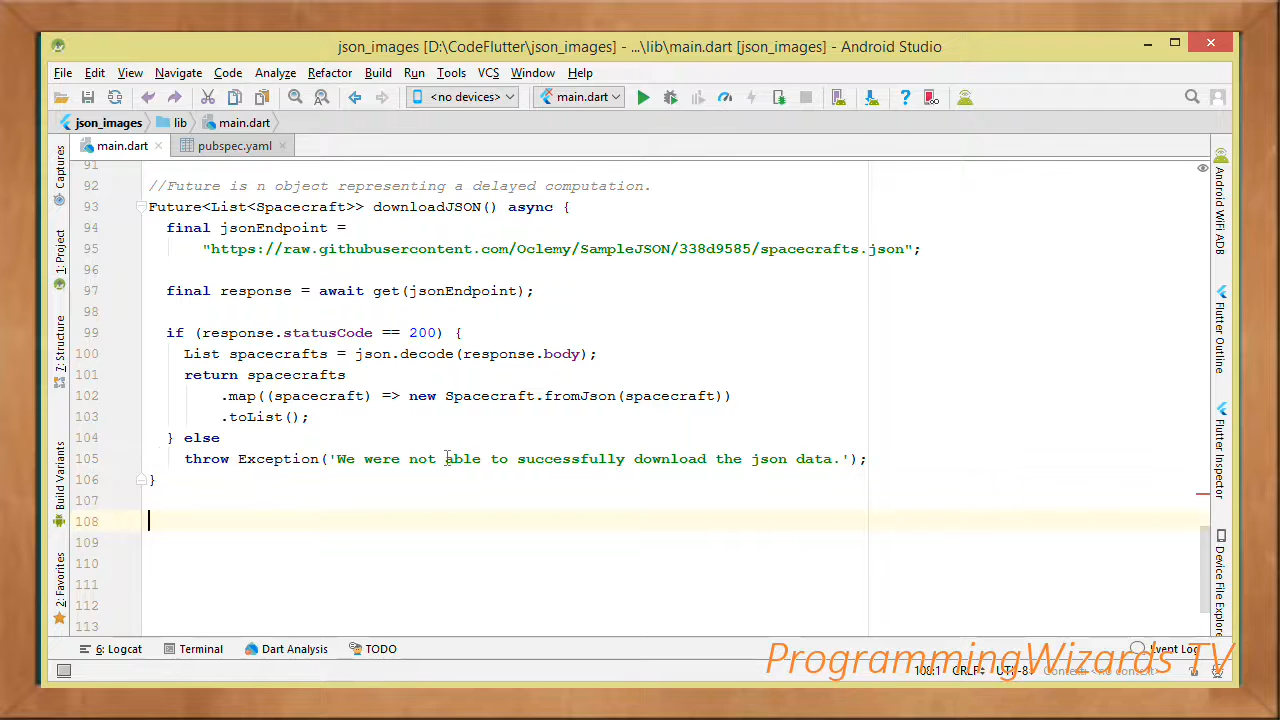 json_images [D:\CodeFlutter\json_images] - ...\lib\main.dart [json_images] - Android Studio
File Edit View Navigate Code Analyze Refactor Build Run Tools VCS Window Help
<no devices> main.dart
json_images lib main.dart
main.dart pubspec.yaml
Captures
1: Project
7: Structure
Build Variants
2: Favorites
91
92 //Future is n object representing a delayed computation.
93 Future<List<Spacecraft>> downloadJSON() async {
94 final jsonEndpoint =
95 "https://raw.githubusercontent.com/Oclemy/SampleJSON/338d9585/spacecrafts.json";
96
97 final response = await get(jsonEndpoint);
98
99 if (response.statusCode == 200) {
100 List spacecrafts = json.decode(response.body);
101 return spacecrafts
102 .map((spacecraft) => new Spacecraft.fromJson(spacecraft))
103 .toList();
104 } else
105 throw Exception('We were not able to successfully download the json data.');
106 }
107
108
109
110
111
112
113
Android WiFi ADB
Flutter Outline
Flutter Inspector
Device File Explorer
6: Logcat Terminal Dart Analysis TODO Event Log
ProgrammingWizards TV
108:1 CRLF UTF-8 Context: <no context>